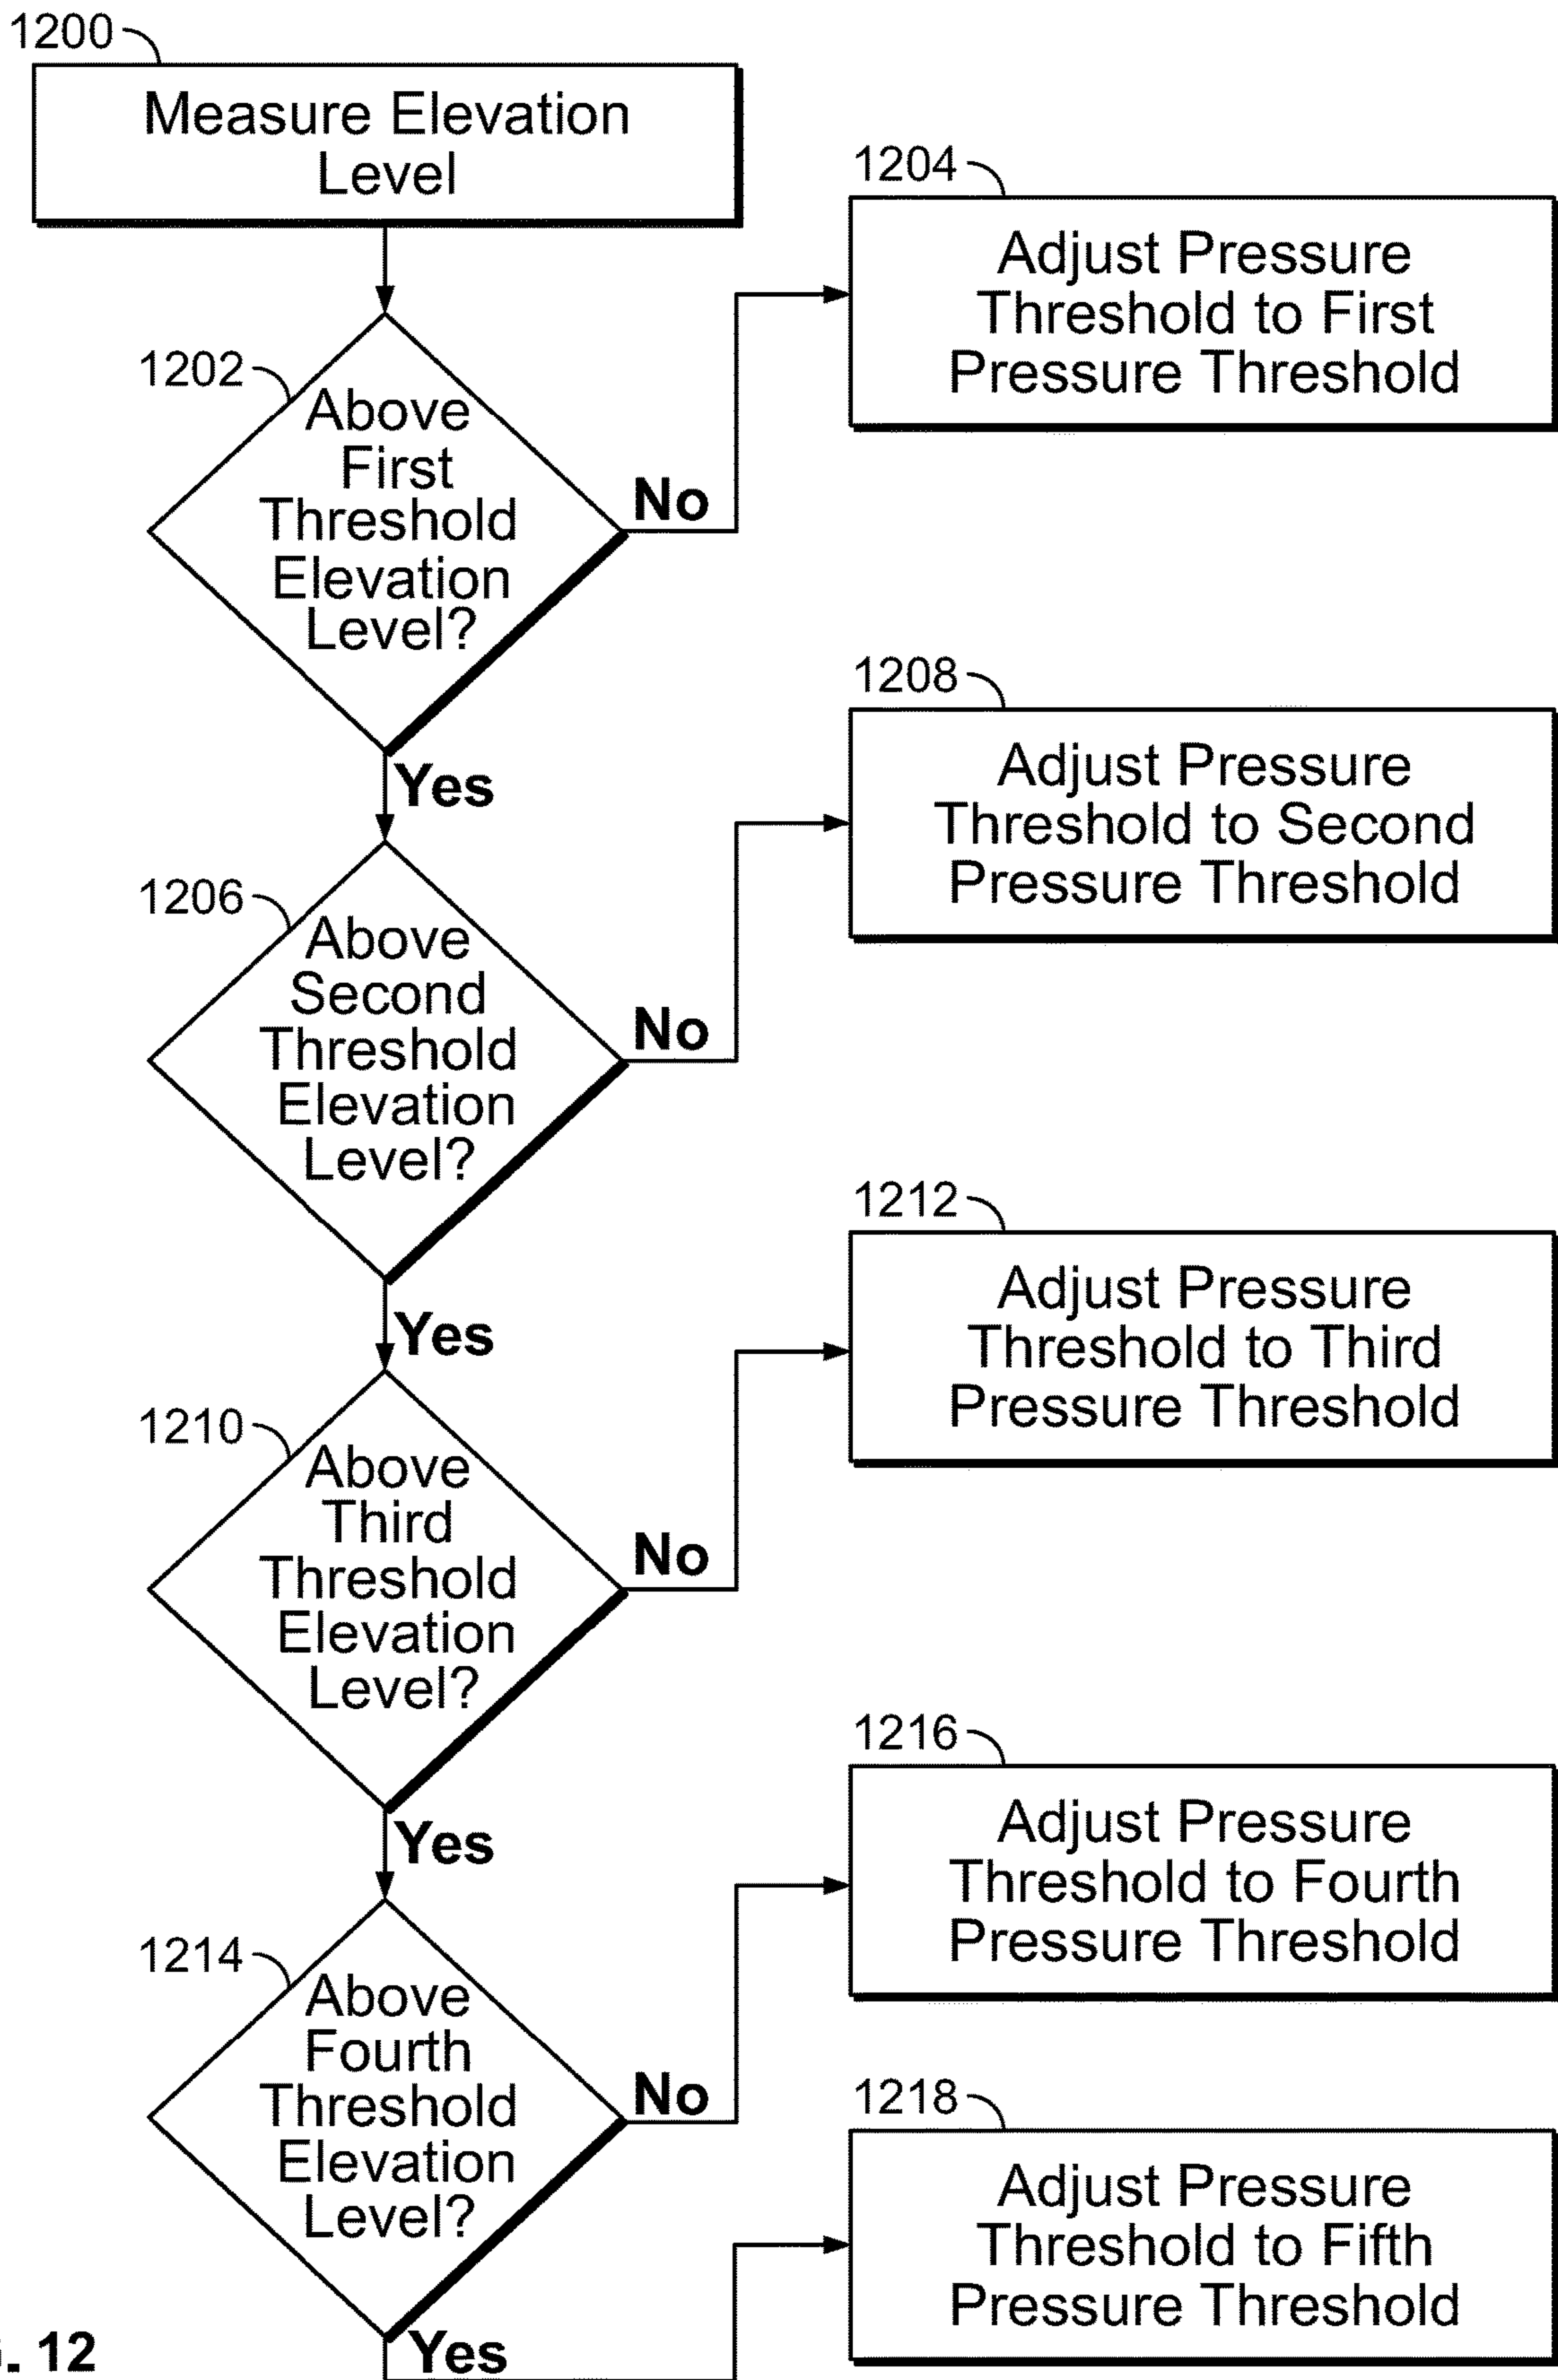 1200
Measure Elevation
Level
1204
Adjust Pressure
Threshold to First
Pressure Threshold
1202
Above
First
Threshold
Elevation
Level?
No
Yes
1208
Adjust Pressure
Threshold to Second
Pressure Threshold
1206
Above
Second
Threshold
Elevation
Level?
No
Yes
1212
Adjust Pressure
Threshold to Third
Pressure Threshold
1210
Above
Third
Threshold
Elevation
Level?
No
Yes
1216
Adjust Pressure
Threshold to Fourth
Pressure Threshold
1214
Above
Fourth
Threshold
Elevation
Level?
No
Yes
1218
Adjust Pressure
Threshold to Fifth
Pressure Threshold
. 12